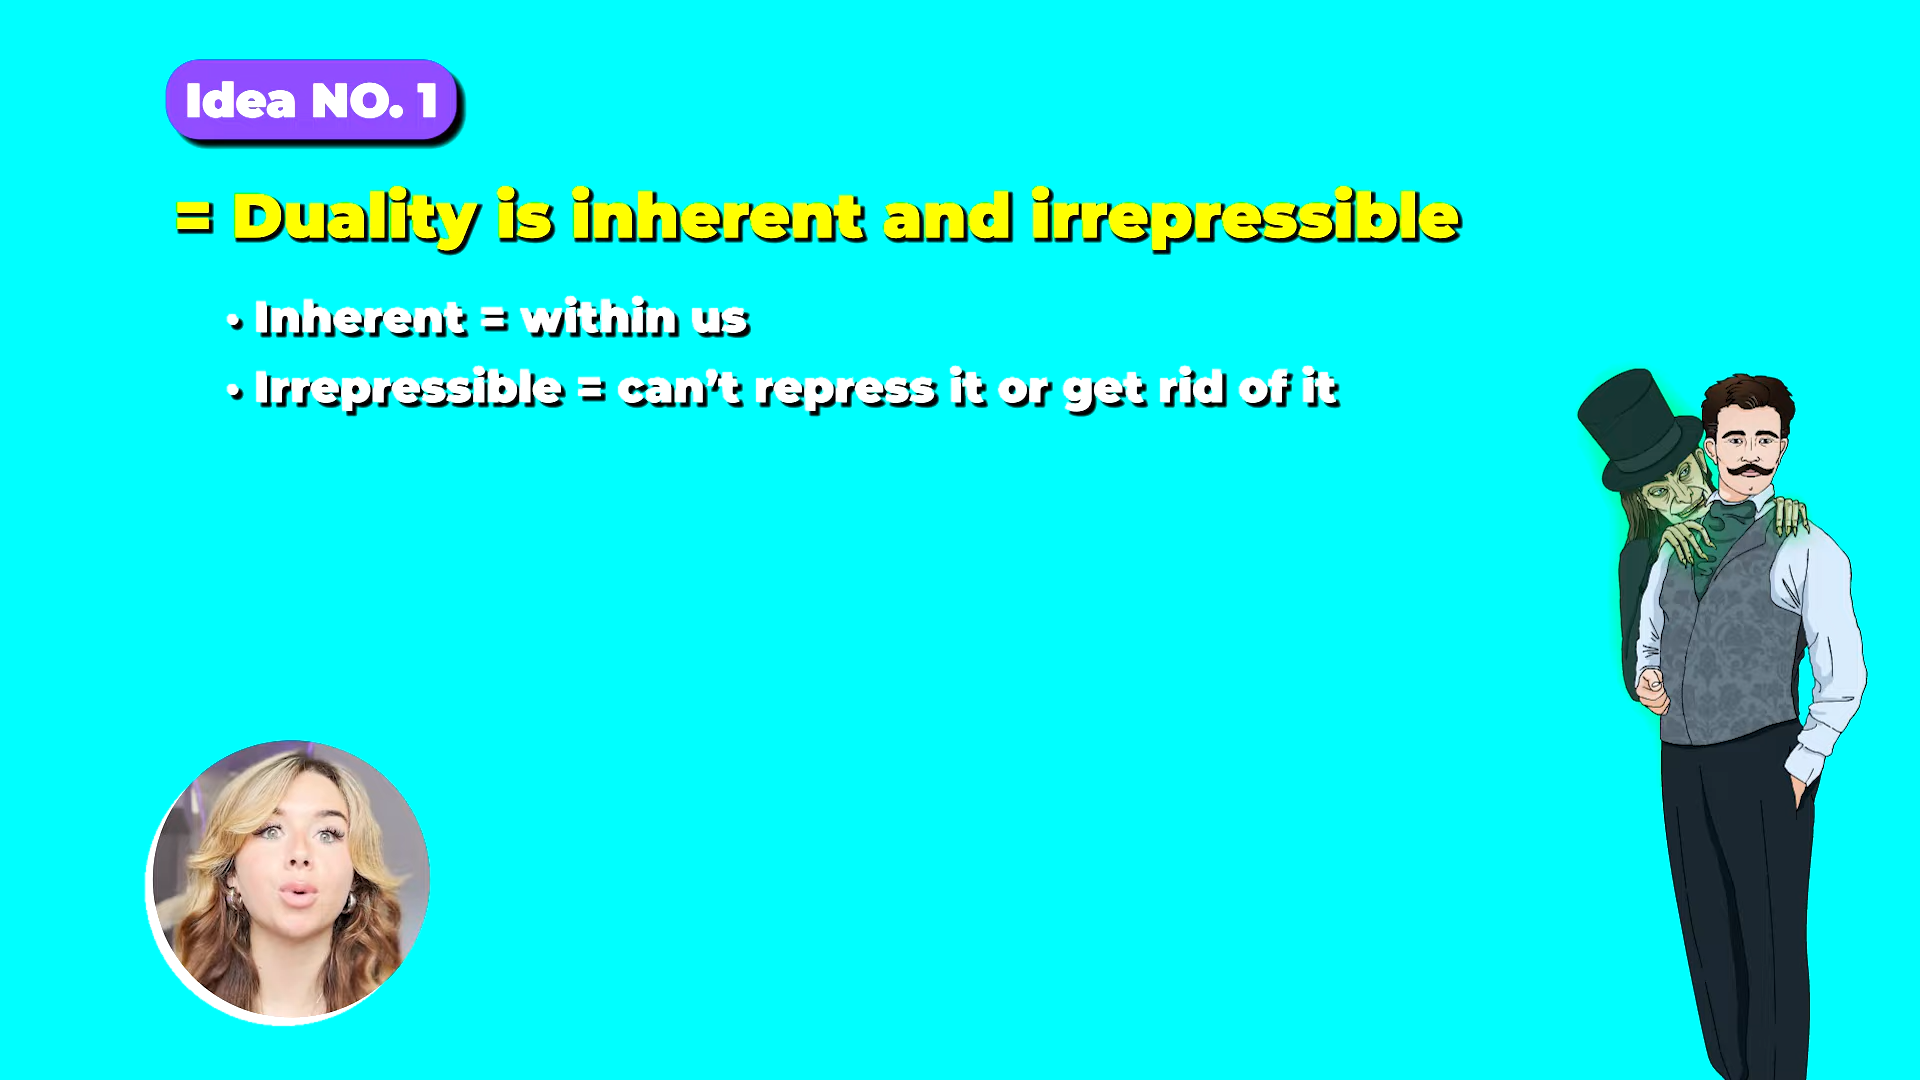 Idea NO. 1
= Duality is inherent and irrepressible
• Inherent = within us
• Irrepressible = can’t repress it or get rid of it